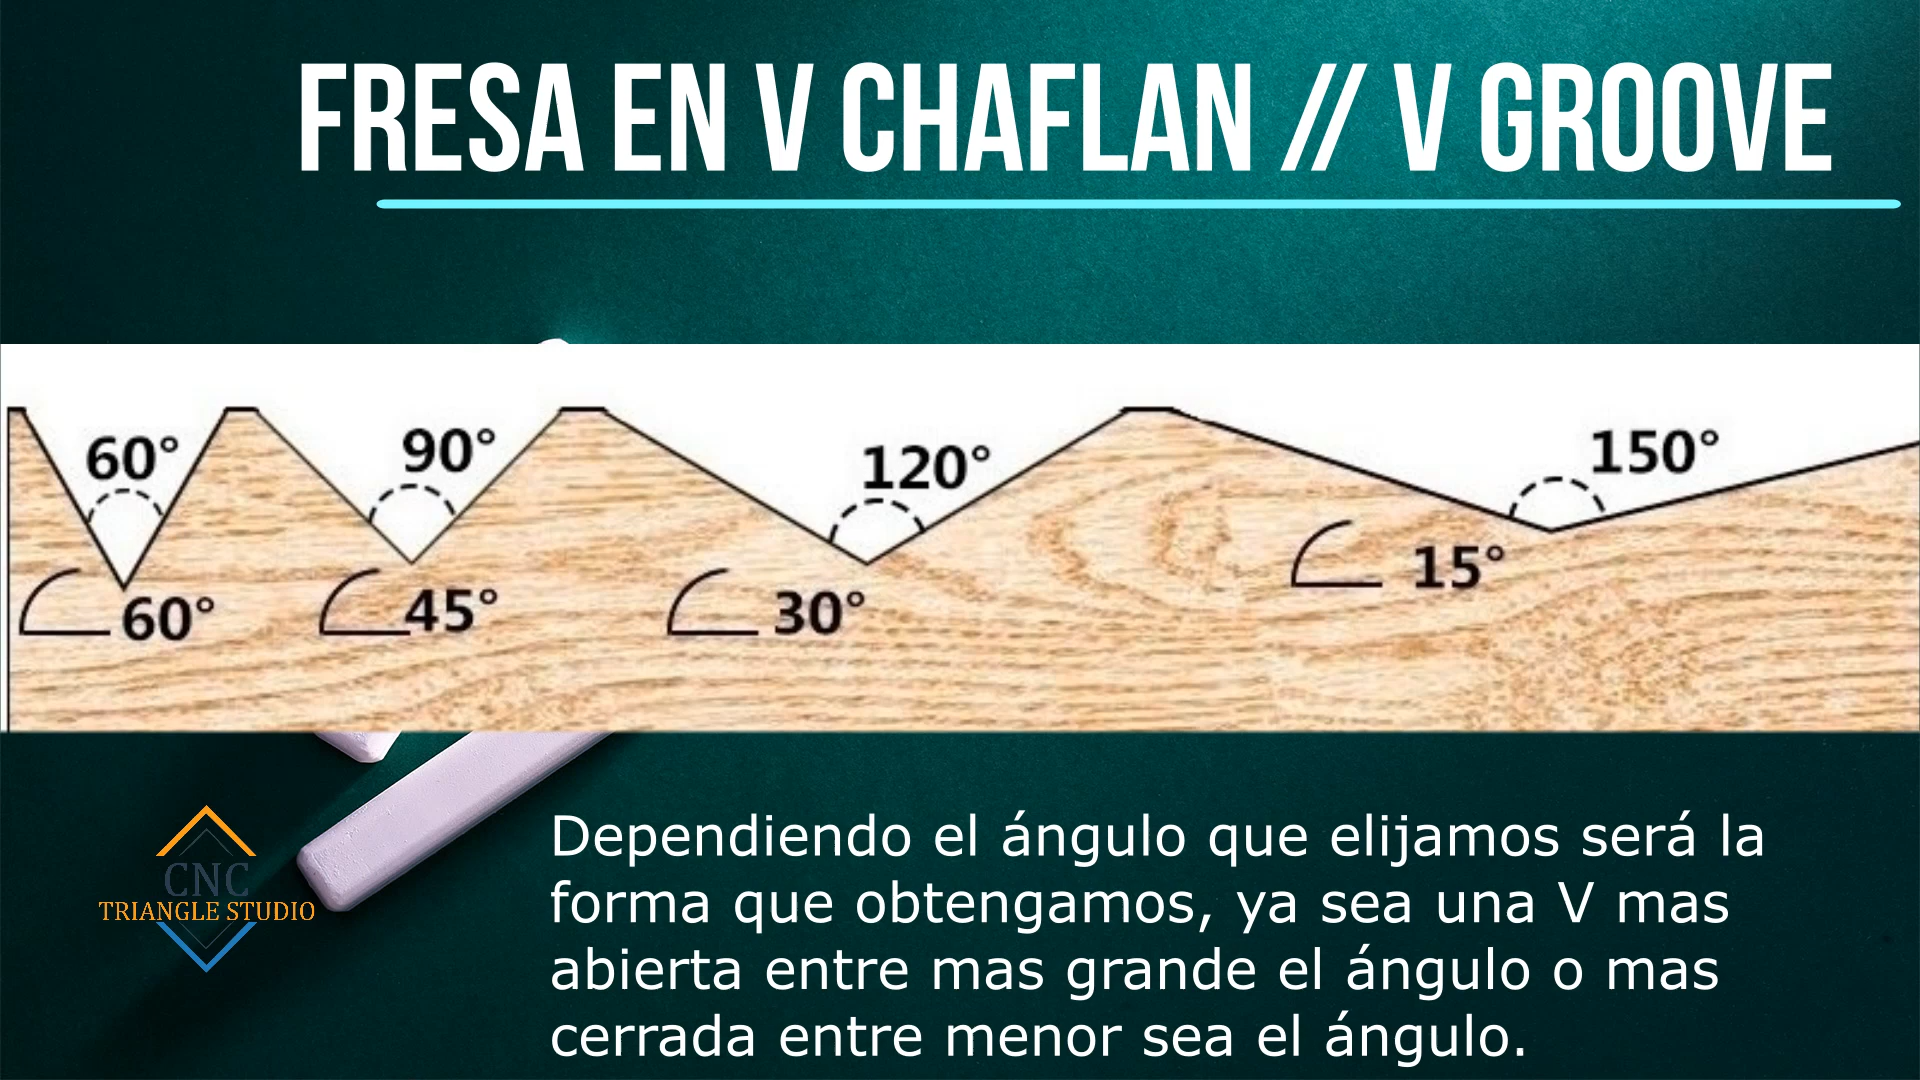 FRESA EN V CHAFLAN // V GROOVE
60° 90° 120° 150°
60° 45° 30° 15°
CNC
TRIANGLE STUDIO
Dependiendo el ángulo que elijamos será la
forma que obtengamos, ya sea una V mas
abierta entre mas grande el ángulo o mas
cerrada entre menor sea el ángulo.